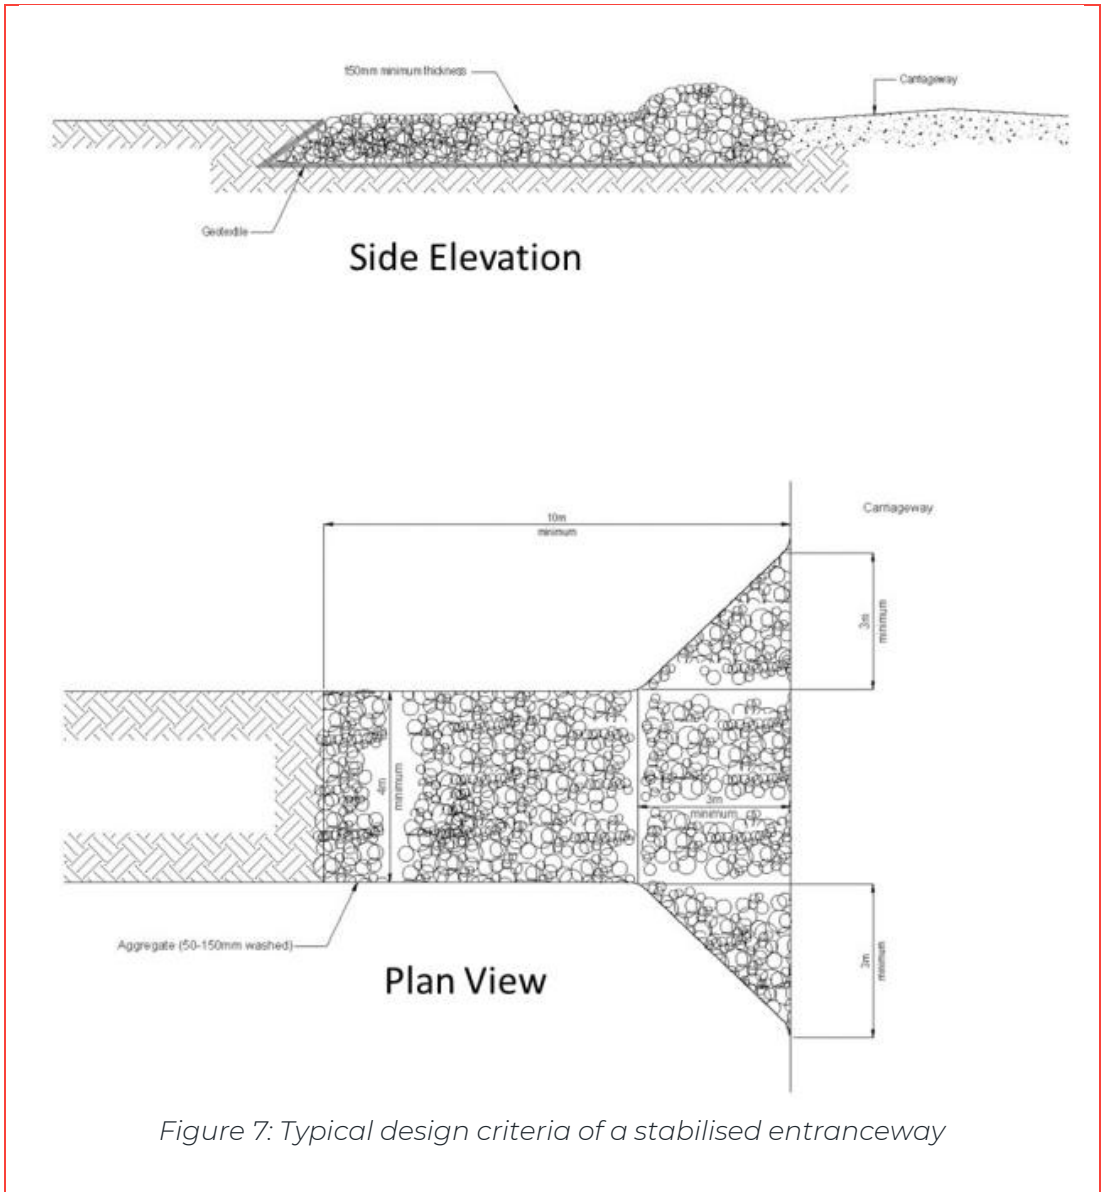 150mm minimum thickness
Carriageway
Geotextile
Side Elevation
10m
minimum
Carriageway
3m
minimum
4m
minimum
3m
minimum
Aggregate (50-150mm washed)
3m
minimum
Plan View
Figure 7: Typical design criteria of a stabilised entranceway